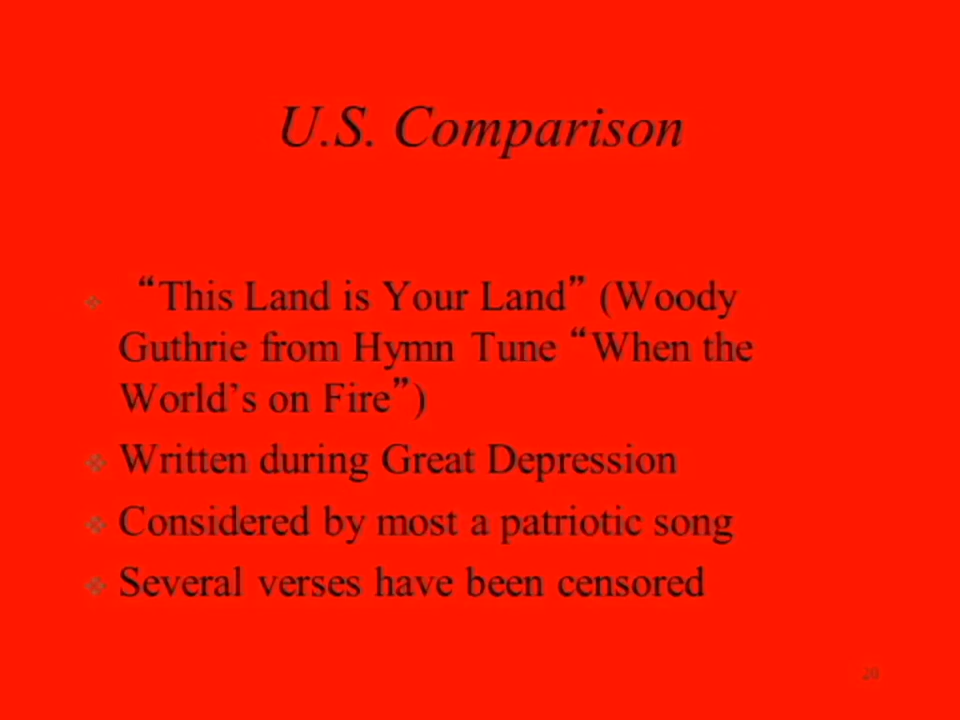 U.S. Comparison
“This Land is Your Land” (Woody
Guthrie from Hymn Tune “When the
World’s on Fire”)
Written during Great Depression
Considered by most a patriotic song
Several verses have been censored
20